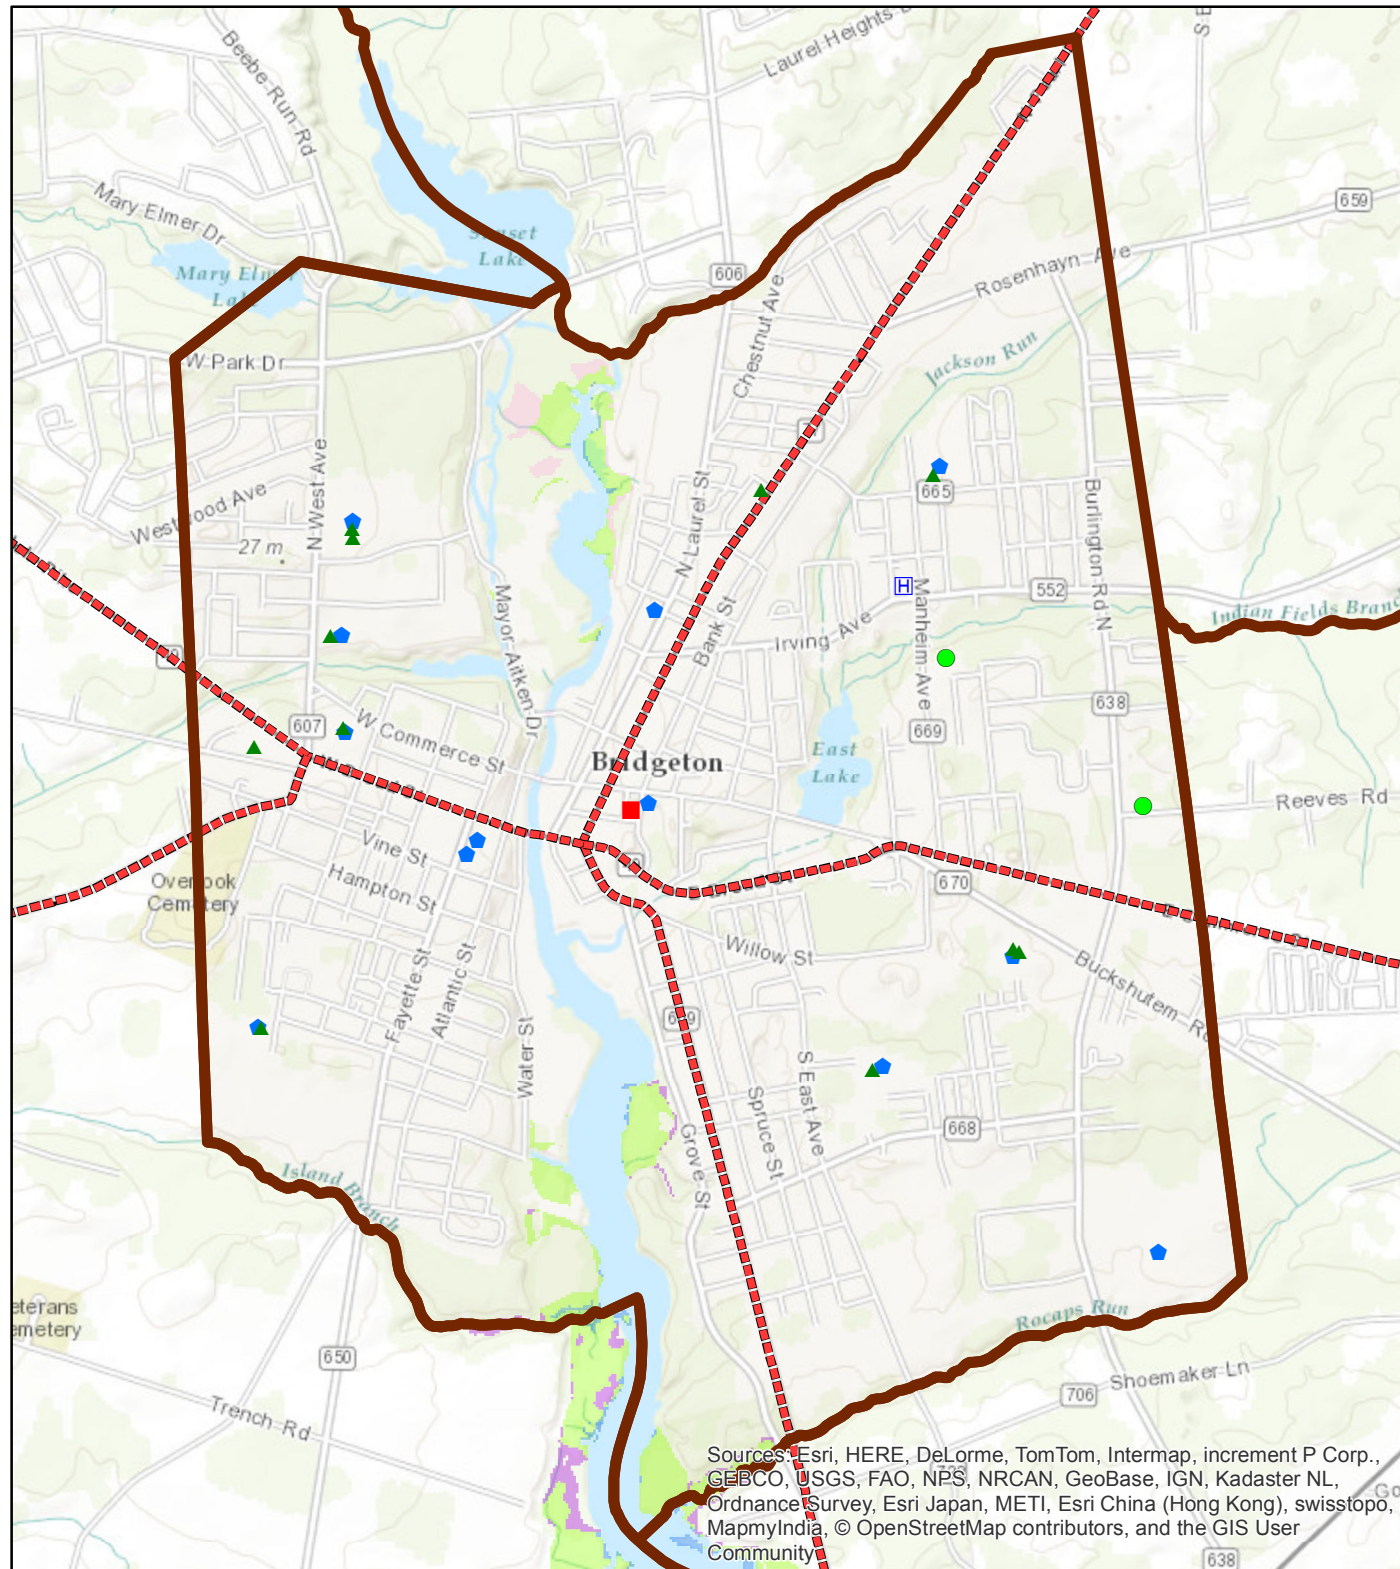 Laurel Heights
Beebe-Run-Rd
659
Mary Elmer Dr
Sunset
Lake
606
Rosenhayn Ave
Mary Elmer
Lake
W Park Dr
Chestnut Ave
Jackson Run
N-West Ave
Westwood Ave
N Laurel St
665
Burlington Rd N
27 m
H
552
Indian Fields Branch
Mayor Aitken Dr
Bank St
Irving Ave
Manheim-Ave
638
607
W Commerce St
669
Bridgeton
East
Lake
Reeves Rd
Vine St
Hampton St
Overlook
Cemetery
670
Willow St
Buckshutem Rd
Fayette St
Atlantic St
Water St
S East Ave
Spruce St
668
Grove St
Island Branch
eterans
emetery
Rocaps Run
650
706
Shoemaker Ln
Trench Rd
Sources: Esri, HERE, DeLorme, TomTom, Intermap, increment P Corp.,
GEBCO, USGS, FAO, NPS, NRCAN, GeoBase, IGN, Kadaster NL,
Ordnance Survey, Esri Japan, METI, Esri China (Hong Kong), swisstopo,
MapmyIndia, © OpenStreetMap contributors, and the GIS User
Community
638